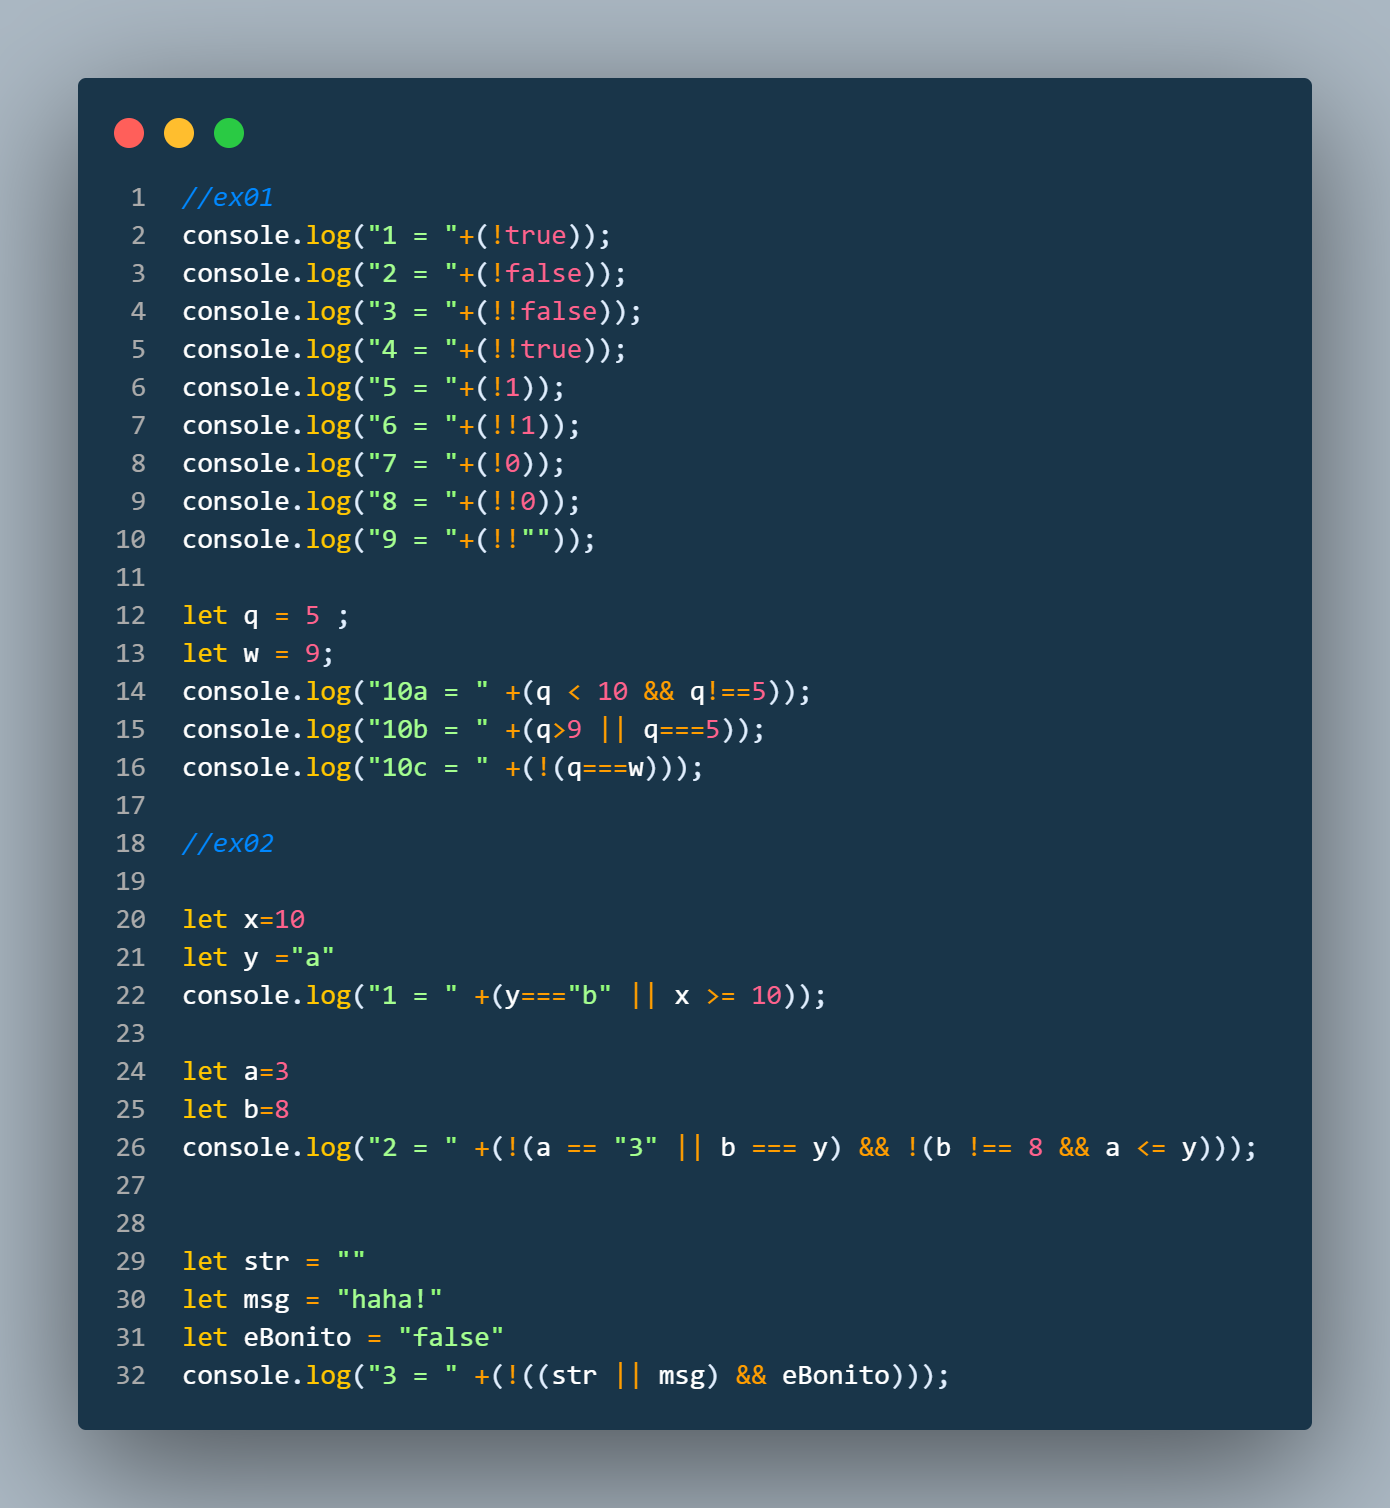 1 //ex01
2 console.log("1 = "+(!true));
3 console.log("2 = "+(!false));
4 console.log("3 = "+(!!false));
5 console.log("4 = "+(!!true));
6 console.log("5 = "+(!1));
7 console.log("6 = "+(!!1));
8 console.log("7 = "+(!0));
9 console.log("8 = "+(!!0));
10 console.log("9 = "+(!!""));
11
12 let q = 5 ;
13 let w = 9;
14 console.log("10a = " +(q < 10 && q!==5));
15 console.log("10b = " +(q>9 || q===5));
16 console.log("10c = " +(!(q===w)));
17
18 //ex02
19
20 let x=10
21 let y ="a"
22 console.log("1 = " +(y==="b" || x >= 10));
23
24 let a=3
25 let b=8
26 console.log("2 = " +(!(a == "3" || b === y) && !(b !== 8 && a <= y)));
27
28
29 let str = ""
30 let msg = "haha!"
31 let eBonito = "false"
32 console.log("3 = " +(!((str || msg) && eBonito)));